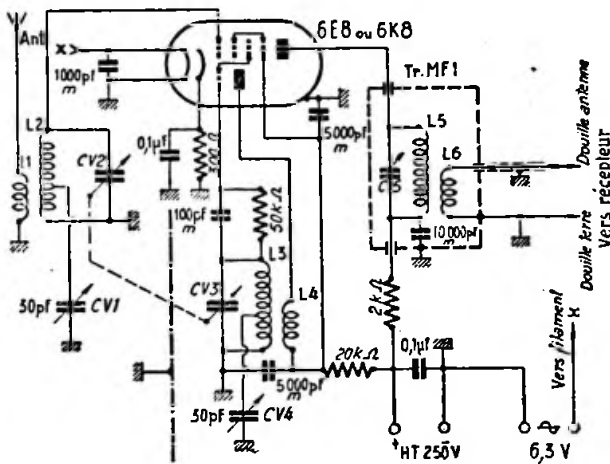 Ant
X>
1000pf
m
6E8 ou 6K8
Tr.MF1
L2
L1
CV2
0,1µF
300Ω
5000pf
m
L5
L6
Douille antenne
Vers récepteur
Douille terre
100pf
m
50kΩ
L3
L4
10.000pf
m
2kΩ
50pF
CV1
CV3
5000pf
m
20kΩ
0,1µf
50pF
CV4
Vers filament
X
+HT 250V
6,3 V